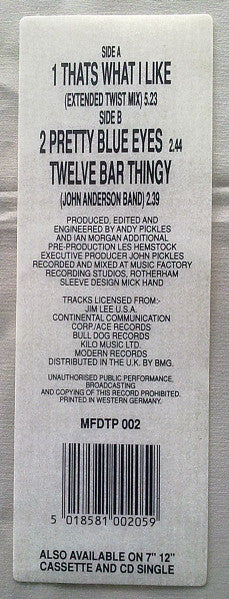 SIDE A
1 THATS WHAT I LIKE
(EXTENDED TWIST MIX) 5.23
SIDE B
2 PRETTY BLUE EYES 2.44
TWELVE BAR THINGY
(JOHN ANDERSON BAND) 2.39
PRODUCED, EDITED AND
ENGINEERED BY ANDY PICKLES
AND IAN MORGAN ADDITIONAL
PRE-PRODUCTION LES HEMSTOCK
EXECUTIVE PRODUCER JOHN PICKLES
RECORDED AND MIXED AT MUSIC FACTORY
RECORDING STUDIOS, ROTHERHAM
SLEEVE DESIGN MICK HAND
TRACKS LICENSED FROM:-
JIM LEE U.S.A.
CONTINENTAL COMMUNICATION
CORP/ACE RECORDS
BULL DOG RECORDS
KILO MUSIC LTD.
MODERN RECORDS
DISTRIBUTED IN THE U.K. BY BMG.
UNAUTHORISED PUBLIC PERFORMANCE,
BROADCASTING
AND COPYING OF THIS RECORD PROHIBITED.
PRINTED IN WESTERN GERMANY.
MFDTP 002
5 018581 002059
ALSO AVAILABLE ON 7" 12"
CASSETTE AND CD SINGLE